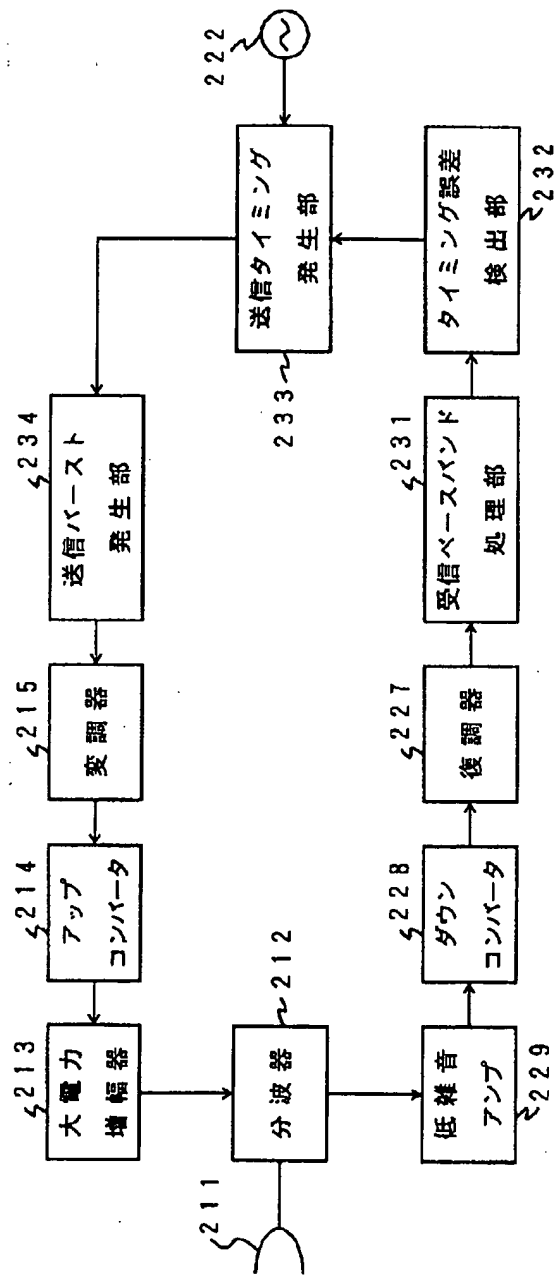 211
分波器
212
大電力
増幅器
213
アップ
コンバータ
214
変調器
215
送信バースト
発生部
234
送信タイミング
発生部
233
222
低雑音
アンプ
229
ダウン
コンバータ
228
復調器
227
受信ベースバンド
処理部
231
タイミング誤差
検出部
232